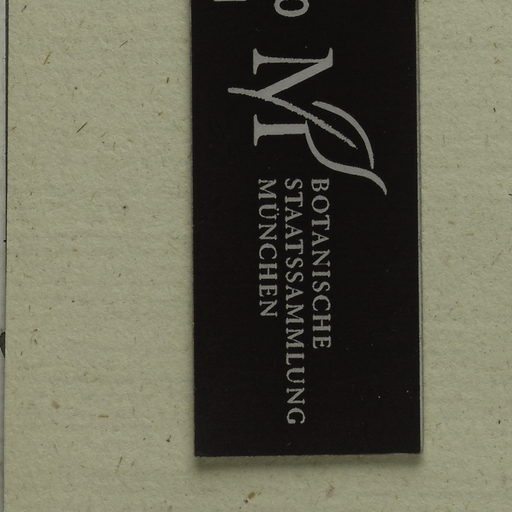 M
BOTANISCHE
STAATSSAMMLUNG
MÜNCHEN